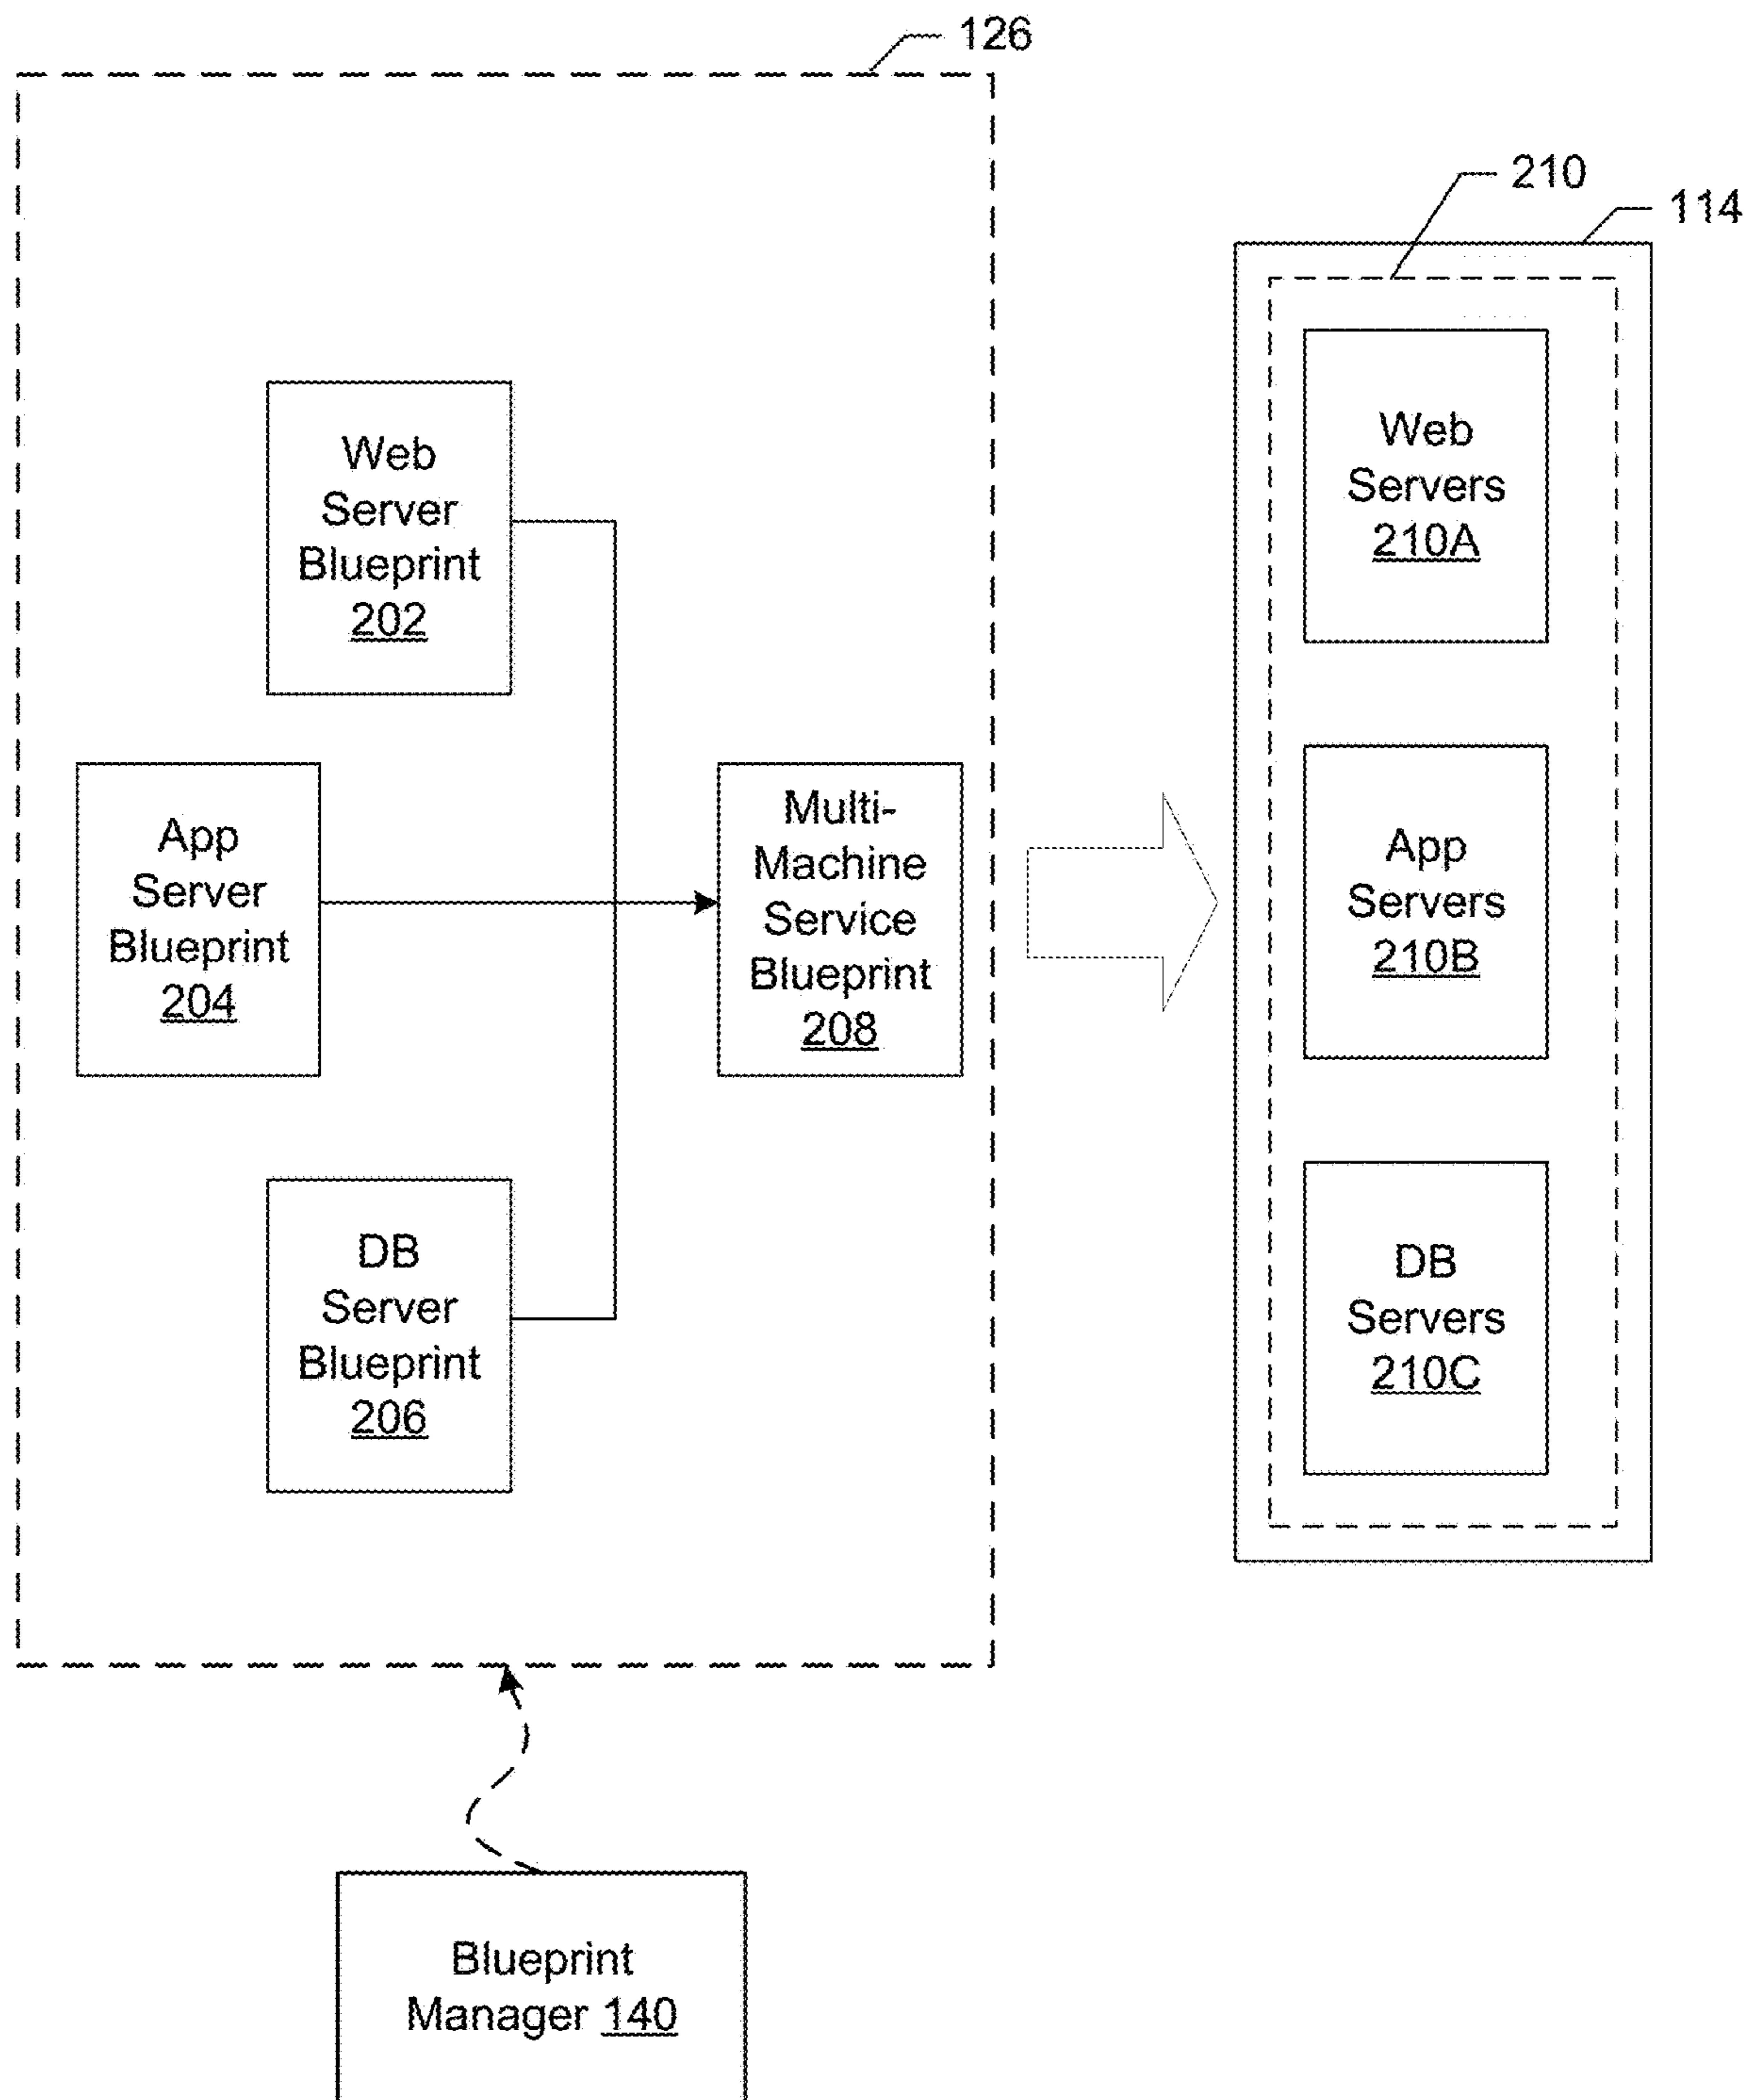 126
210
114
Web
Server
Blueprint
202
App
Server
Blueprint
204
DB
Server
Blueprint
206
Multi-
Machine
Service
Blueprint
208
Web
Servers
210A
App
Servers
210B
DB
Servers
210C
Blueprint
Manager 140